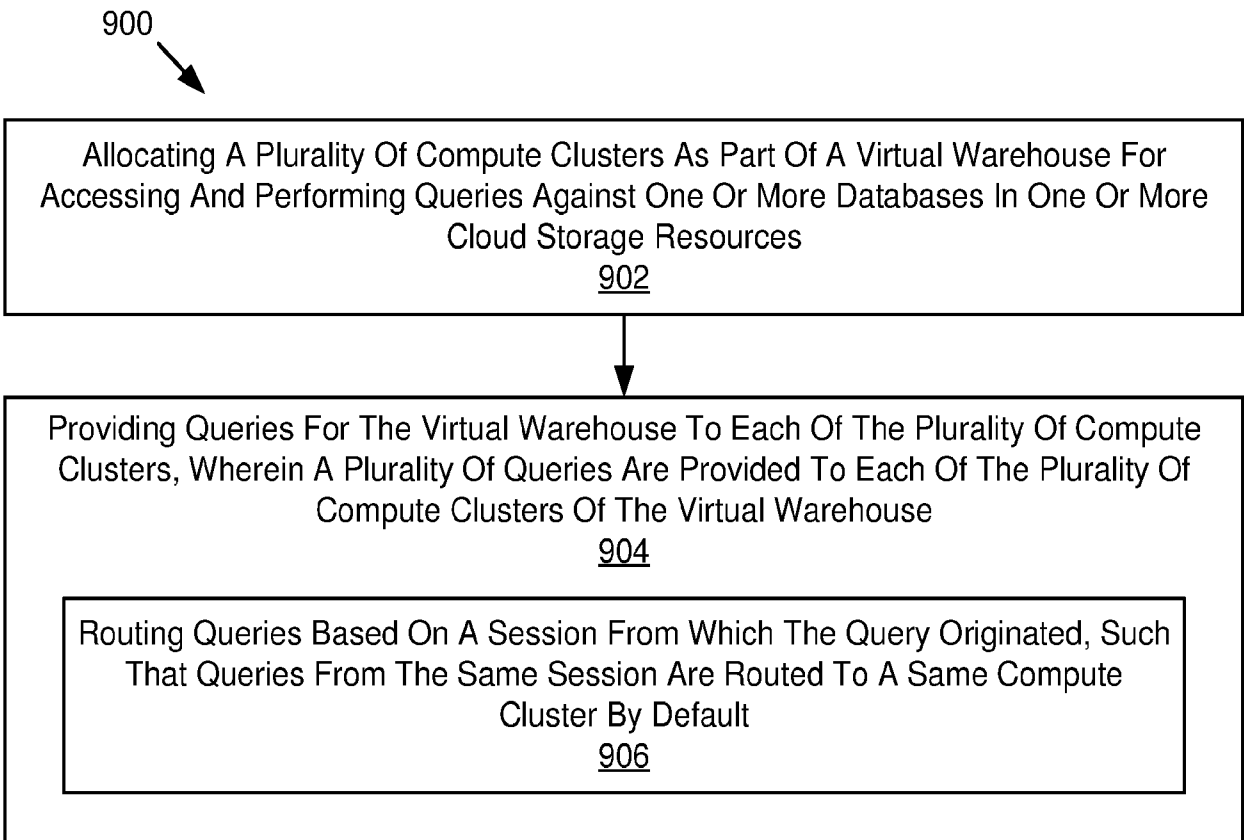 900
Allocating A Plurality Of Compute Clusters As Part Of A Virtual Warehouse For
Accessing And Performing Queries Against One Or More Databases In One Or More
Cloud Storage Resources
902
Providing Queries For The Virtual Warehouse To Each Of The Plurality Of Compute
Clusters, Wherein A Plurality Of Queries Are Provided To Each Of The Plurality Of
Compute Clusters Of The Virtual Warehouse
904
Routing Queries Based On A Session From Which The Query Originated, Such
That Queries From The Same Session Are Routed To A Same Compute
Cluster By Default
906